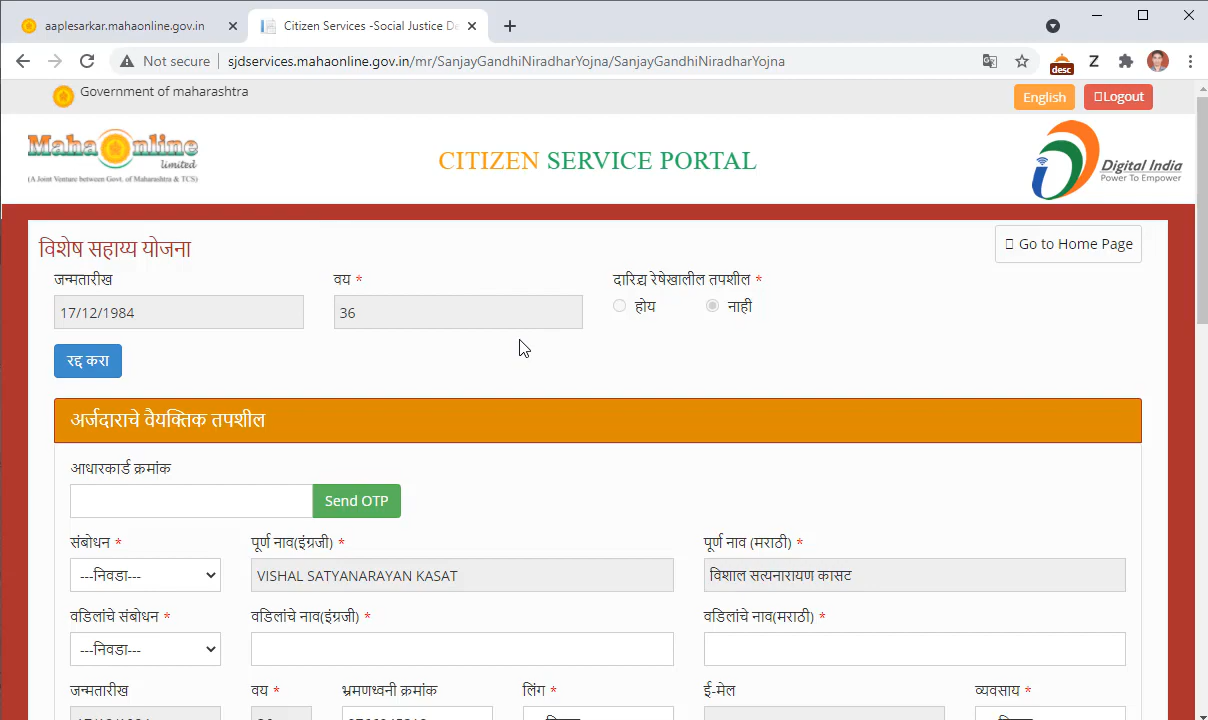 aaplesarkar.mahaonline.gov.in
Citizen Services -Social Justice De
Not secure
sjdservices.mahaonline.gov.in/mr/SanjayGandhiNiradharYojna/SanjayGandhiNiradharYojna
desc
Z
Government of maharashtra
English
Logout
MahaOnline
limited
(A Joint Venture between Govt. of Maharashtra & TCS)
CITIZEN SERVICE PORTAL
Digital India
Power To Empower
विशेष सहाय्य योजना
Go to Home Page
जन्मतारीख
वय *
दारिद्य रेषेखालील तपशील *
17/12/1984
36
होय
नाही
रद्द करा
अर्जदाराचे वैयक्तिक तपशील
आधारकार्ड क्रमांक
Send OTP
संबोधन *
पूर्ण नाव(इंग्रजी) *
पूर्ण नाव (मराठी) *
---निवडा---
VISHAL SATYANARAYAN KASAT
विशाल सत्यनारायण कासट
वडिलांचे संबोधन *
वडिलांचे नाव(इंग्रजी) *
वडिलांचे नाव(मराठी) *
---निवडा---
जन्मतारीख
वय *
भ्रमणध्वनी क्रमांक
लिंग *
ई-मेल
व्यवसाय *